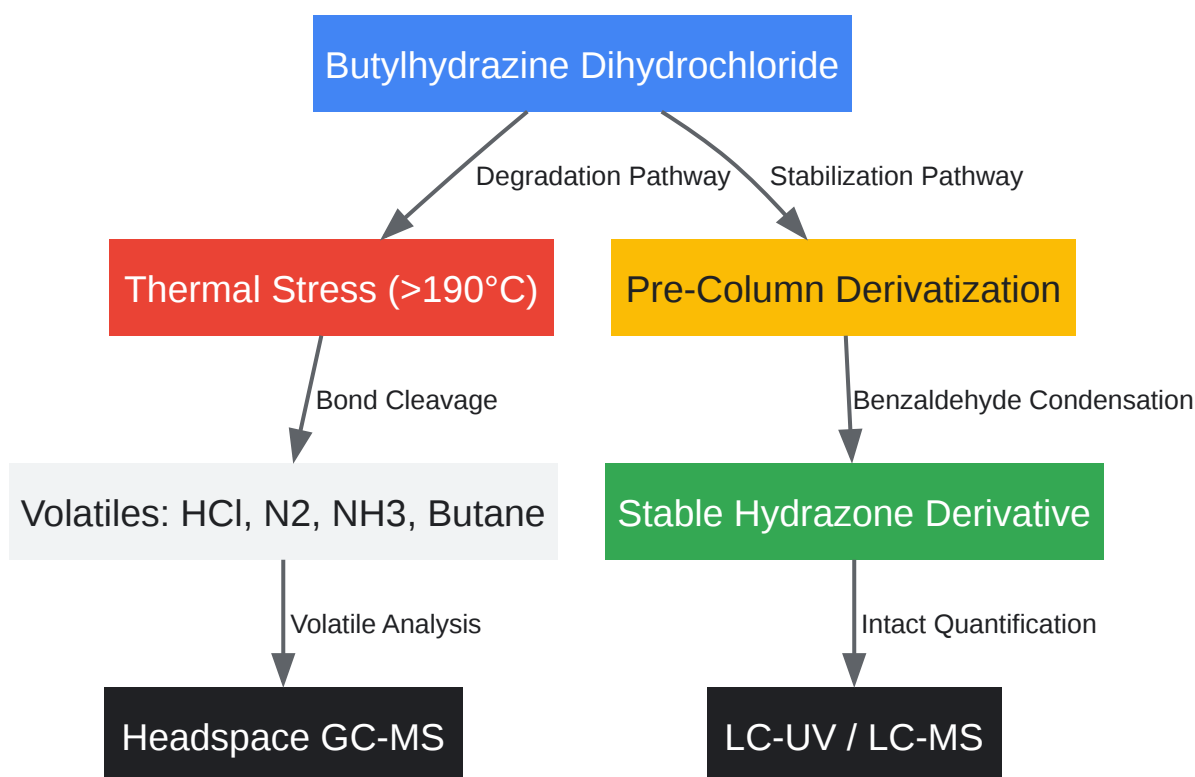 Butylhydrazine Dihydrochloride
Degradation Pathway
Stabilization Pathway
Thermal Stress (>190°C)
Pre-Column Derivatization
Bond Cleavage
Benzaldehyde Condensation
Volatiles: HCl, N2, NH3, Butane
Stable Hydrazone Derivative
Volatile Analysis
Intact Quantification
Headspace GC-MS
LC-UV / LC-MS